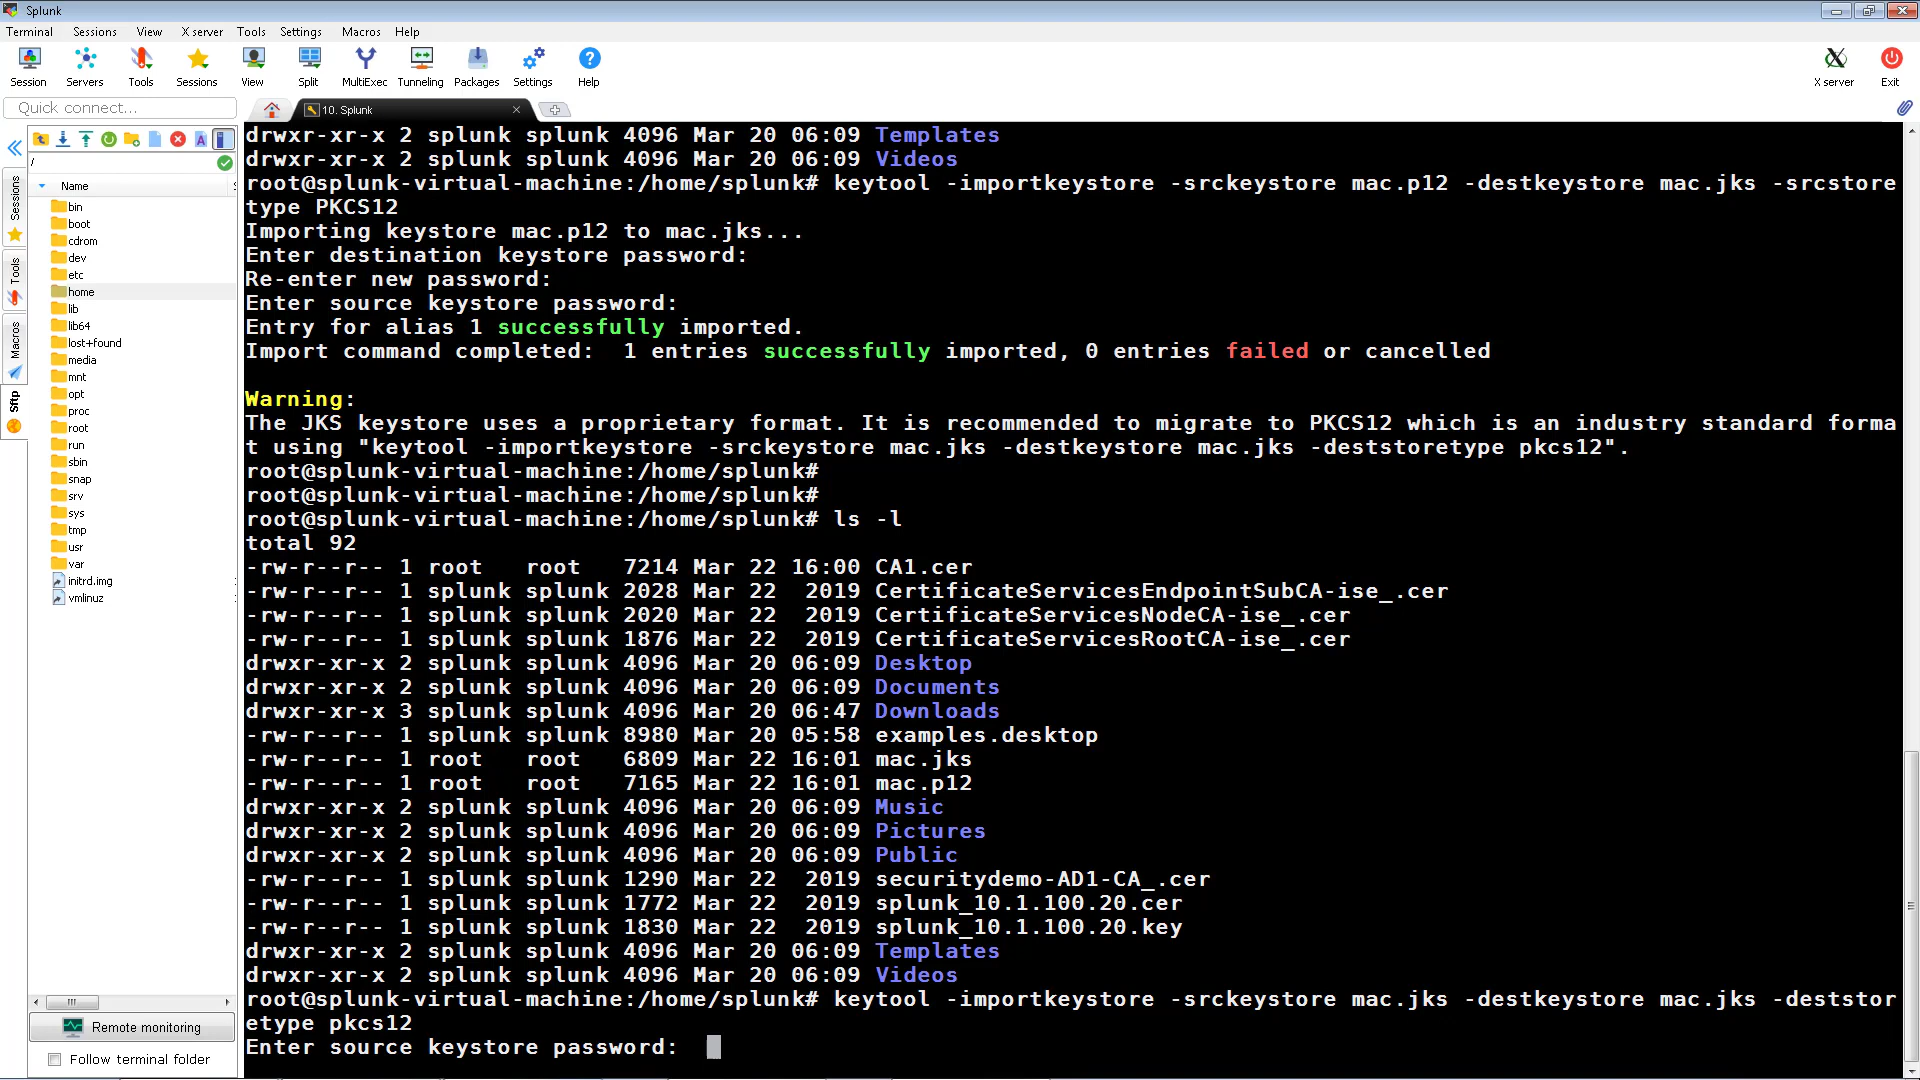 Splunk
Terminal Sessions View X server Tools Settings Macros Help
Session Servers Tools Sessions View Split MultiExec Tunneling Packages Settings Help X server Exit
Quick connect...
10. Splunk
/
Name
Sessions
Tools
Macros
Sftp
bin
boot
cdrom
dev
etc
home
lib
lib64
lost+found
media
mnt
opt
proc
root
run
sbin
snap
srv
sys
tmp
usr
var
initrd.img
vmlinuz
Remote monitoring
Follow terminal folder
drwxr-xr-x 2 splunk splunk 4096 Mar 20 06:09 Templates
drwxr-xr-x 2 splunk splunk 4096 Mar 20 06:09 Videos
root@splunk-virtual-machine:/home/splunk# keytool -importkeystore -srckeystore mac.p12 -destkeystore mac.jks -srcstore
type PKCS12
Importing keystore mac.p12 to mac.jks...
Enter destination keystore password:
Re-enter new password:
Enter source keystore password:
Entry for alias 1 successfully imported.
Import command completed:  1 entries successfully imported, 0 entries failed or cancelled
Warning:
The JKS keystore uses a proprietary format. It is recommended to migrate to PKCS12 which is an industry standard forma
t using "keytool -importkeystore -srckeystore mac.jks -destkeystore mac.jks -deststoretype pkcs12".
root@splunk-virtual-machine:/home/splunk#
root@splunk-virtual-machine:/home/splunk#
root@splunk-virtual-machine:/home/splunk# ls -l
total 92
-rw-r--r-- 1 root   root   7214 Mar 22 16:00 CA1.cer
-rw-r--r-- 1 splunk splunk 2028 Mar 22  2019 CertificateServicesEndpointSubCA-ise_.cer
-rw-r--r-- 1 splunk splunk 2020 Mar 22  2019 CertificateServicesNodeCA-ise_.cer
-rw-r--r-- 1 splunk splunk 1876 Mar 22  2019 CertificateServicesRootCA-ise_.cer
drwxr-xr-x 2 splunk splunk 4096 Mar 20 06:09 Desktop
drwxr-xr-x 2 splunk splunk 4096 Mar 20 06:09 Documents
drwxr-xr-x 3 splunk splunk 4096 Mar 20 06:47 Downloads
-rw-r--r-- 1 splunk splunk 8980 Mar 20 05:58 examples.desktop
-rw-r--r-- 1 root   root   6809 Mar 22 16:01 mac.jks
-rw-r--r-- 1 root   root   7165 Mar 22 16:01 mac.p12
drwxr-xr-x 2 splunk splunk 4096 Mar 20 06:09 Music
drwxr-xr-x 2 splunk splunk 4096 Mar 20 06:09 Pictures
drwxr-xr-x 2 splunk splunk 4096 Mar 20 06:09 Public
-rw-r--r-- 1 splunk splunk 1290 Mar 22  2019 securitydemo-AD1-CA_.cer
-rw-r--r-- 1 splunk splunk 1772 Mar 22  2019 splunk_10.1.100.20.cer
-rw-r--r-- 1 splunk splunk 1830 Mar 22  2019 splunk_10.1.100.20.key
drwxr-xr-x 2 splunk splunk 4096 Mar 20 06:09 Templates
drwxr-xr-x 2 splunk splunk 4096 Mar 20 06:09 Videos
root@splunk-virtual-machine:/home/splunk# keytool -importkeystore -srckeystore mac.jks -destkeystore mac.jks -deststor
etype pkcs12
Enter source keystore password: